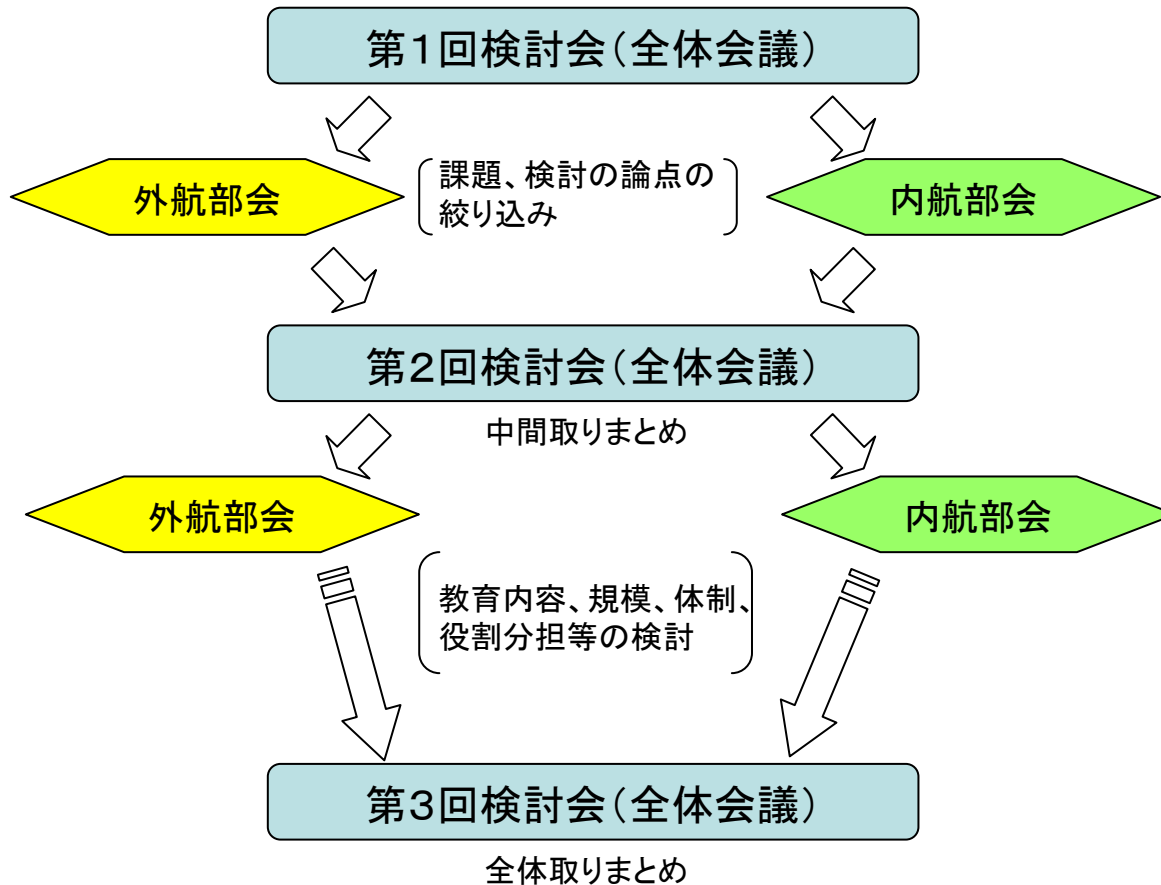 第１回検討会（全体会議）
外航部会
課題、検討の論点の
絞り込み
内航部会
第２回検討会（全体会議）
中間取りまとめ
外航部会
内航部会
教育内容、規模、体制、
役割分担等の検討
第３回検討会（全体会議）
全体取りまとめ